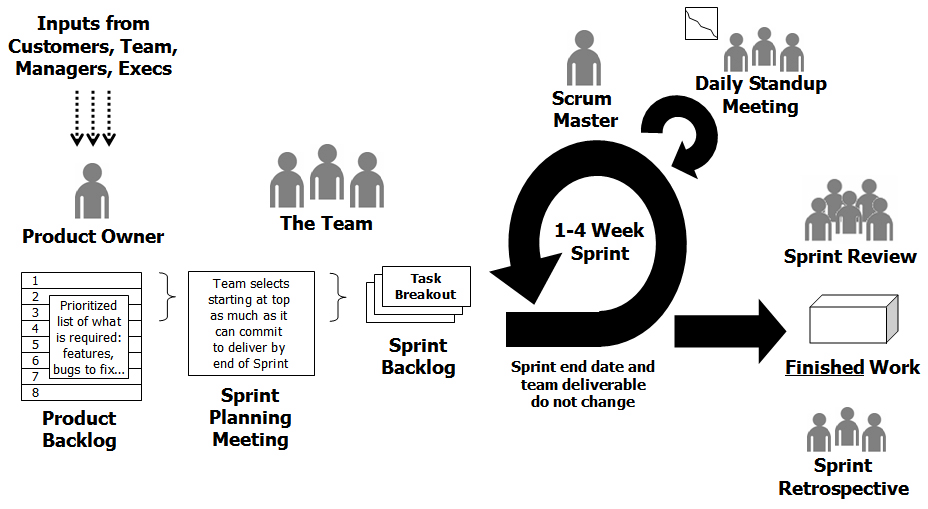 Inputs from
Customers, Team,
Managers, Execs
Product Owner
The Team
Scrum
Master
Daily Standup
Meeting
1-4 Week
Sprint
Sprint Review
1
2
3
4
5
6
7
8
Prioritized
list of what
is required:
features,
bugs to fix...
Product
Backlog
Team selects
starting at top
as much as it
can commit
to deliver by
end of Sprint
Sprint
Planning
Meeting
Task
Breakout
Sprint
Backlog
Sprint end date and
team deliverable
do not change
Finished Work
Sprint
Retrospective